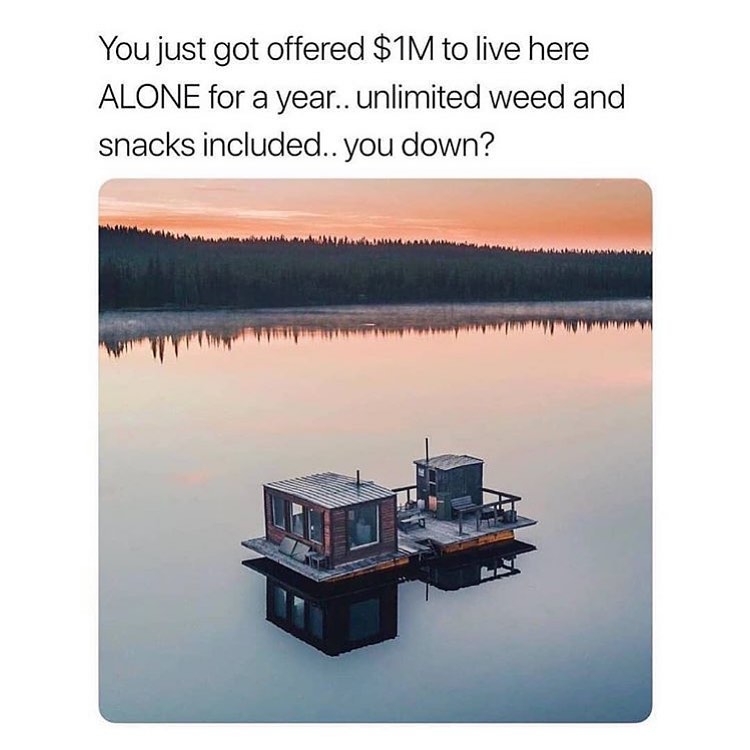 You just got offered $1M to live here
ALONE for a year.. unlimited weed and
snacks included.. you down?